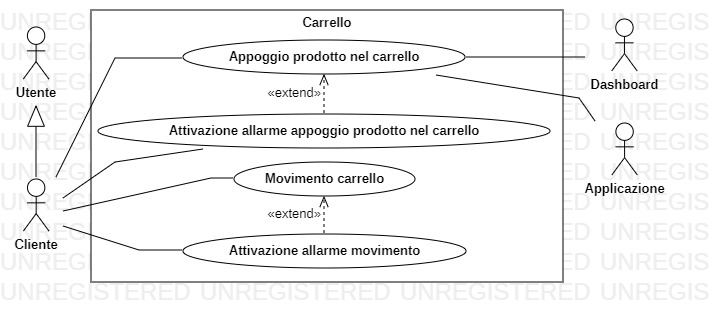 Carrello
Appoggio prodotto nel carrello
Utente
Dashboard
«extend»
Attivazione allarme appoggio prodotto nel carrello
Movimento carrello
Applicazione
«extend»
Cliente
Attivazione allarme movimento
UNREGISTERED UNREGISTERED UNREGISTERED UNREGIS